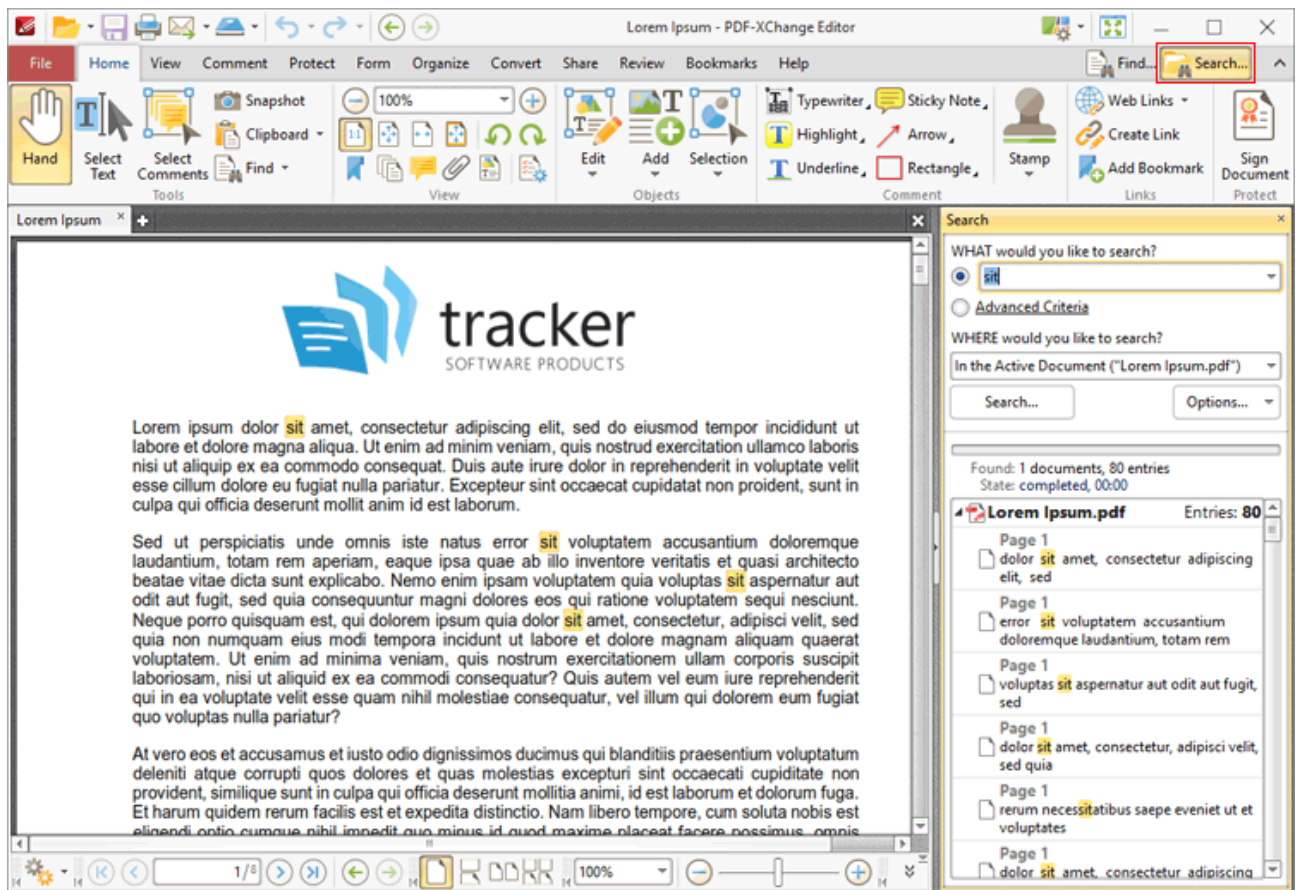 Lorem Ipsum - PDF-XChange Editor
File Home View Comment Protect Form Organize Convert Share Review Bookmarks Help Find... Search...
Hand
Select Text
Select Comments
Snapshot
Clipboard
Find
Tools
100%
1:1
View
Edit
Add
Selection
Objects
Typewriter
Sticky Note
Highlight
Arrow
Underline
Rectangle
Stamp
Comment
Web Links
Create Link
Add Bookmark
Links
Sign Document
Protect
Lorem Ipsum
tracker
SOFTWARE PRODUCTS
Lorem ipsum dolor sit amet, consectetur adipiscing elit, sed do eiusmod tempor incididunt ut
labore et dolore magna aliqua. Ut enim ad minim veniam, quis nostrud exercitation ullamco laboris
nisi ut aliquip ex ea commodo consequat. Duis aute irure dolor in reprehenderit in voluptate velit
esse cillum dolore eu fugiat nulla pariatur. Excepteur sint occaecat cupidatat non proident, sunt in
culpa qui officia deserunt mollit anim id est laborum.
Sed ut perspiciatis unde omnis iste natus error sit voluptatem accusantium doloremque
laudantium, totam rem aperiam, eaque ipsa quae ab illo inventore veritatis et quasi architecto
beatae vitae dicta sunt explicabo. Nemo enim ipsam voluptatem quia voluptas sit aspernatur aut
odit aut fugit, sed quia consequuntur magni dolores eos qui ratione voluptatem sequi nesciunt.
Neque porro quisquam est, qui dolorem ipsum quia dolor sit amet, consectetur, adipisci velit, sed
quia non numquam eius modi tempora incidunt ut labore et dolore magnam aliquam quaerat
voluptatem. Ut enim ad minima veniam, quis nostrum exercitationem ullam corporis suscipit
laboriosam, nisi ut aliquid ex ea commodi consequatur? Quis autem vel eum iure reprehenderit
qui in ea voluptate velit esse quam nihil molestiae consequatur, vel illum qui dolorem eum fugiat
quo voluptas nulla pariatur?
At vero eos et accusamus et iusto odio dignissimos ducimus qui blanditiis praesentium voluptatum
deleniti atque corrupti quos dolores et quas molestias excepturi sint occaecati cupiditate non
provident, similique sunt in culpa qui officia deserunt mollitia animi, id est laborum et dolorum fuga.
Et harum quidem rerum facilis est et expedita distinctio. Nam libero tempore, cum soluta nobis est
eligendi optio cumque nihil impedit quo minus id quod maxime placeat facere possimus, omnis
Search
WHAT would you like to search?
sit
Advanced Criteria
WHERE would you like to search?
In the Active Document ("Lorem Ipsum.pdf")
Search...
Options...
Found: 1 documents, 80 entries
State: completed, 00:00
Lorem Ipsum.pdf Entries: 80
Page 1
dolor sit amet, consectetur adipiscing
elit, sed
Page 1
error sit voluptatem accusantium
doloremque laudantium, totam rem
Page 1
voluptas sit aspernatur aut odit aut fugit,
sed
Page 1
dolor sit amet, consectetur, adipisci velit,
sed quia
Page 1
rerum necessitatibus saepe eveniet ut et
voluptates
Page 1
dolor sit amet, consectetur adipiscing
1/8
100%